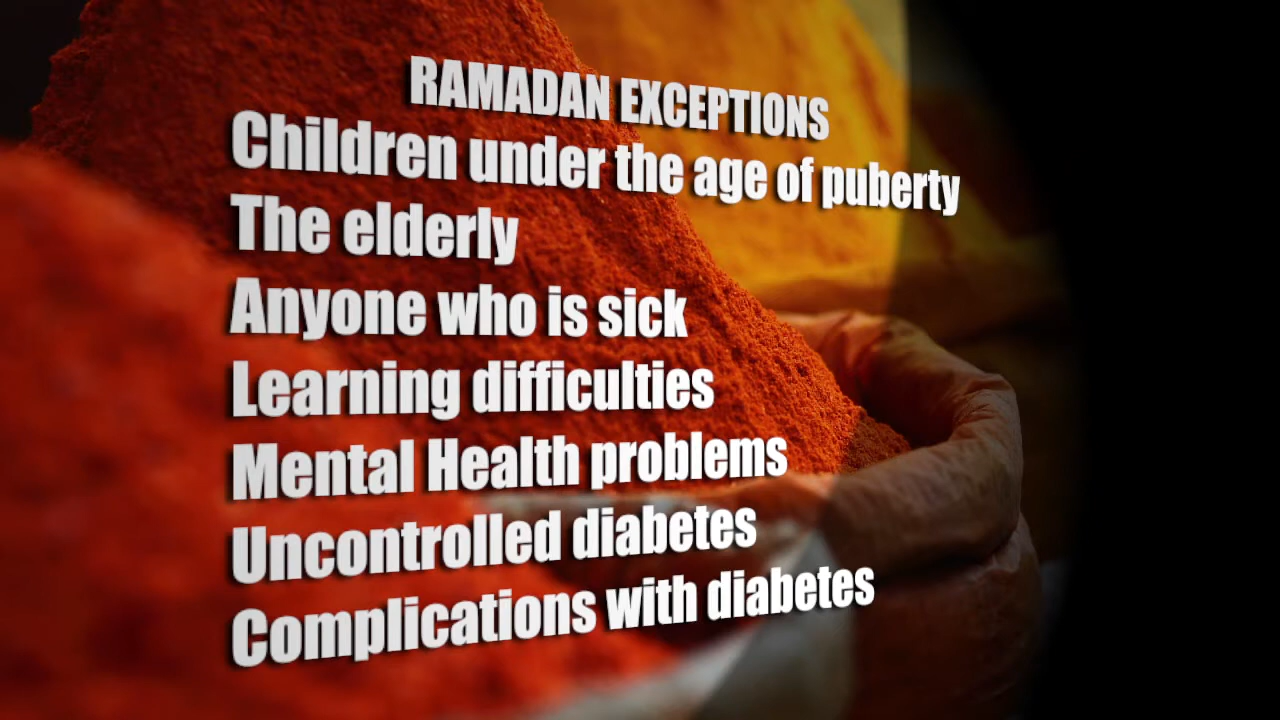 RAMADAN EXCEPTIONS
Children under the age of puberty
The elderly
Anyone who is sick
Learning difficulties
Mental Health problems
Uncontrolled diabetes
Complications with diabetes